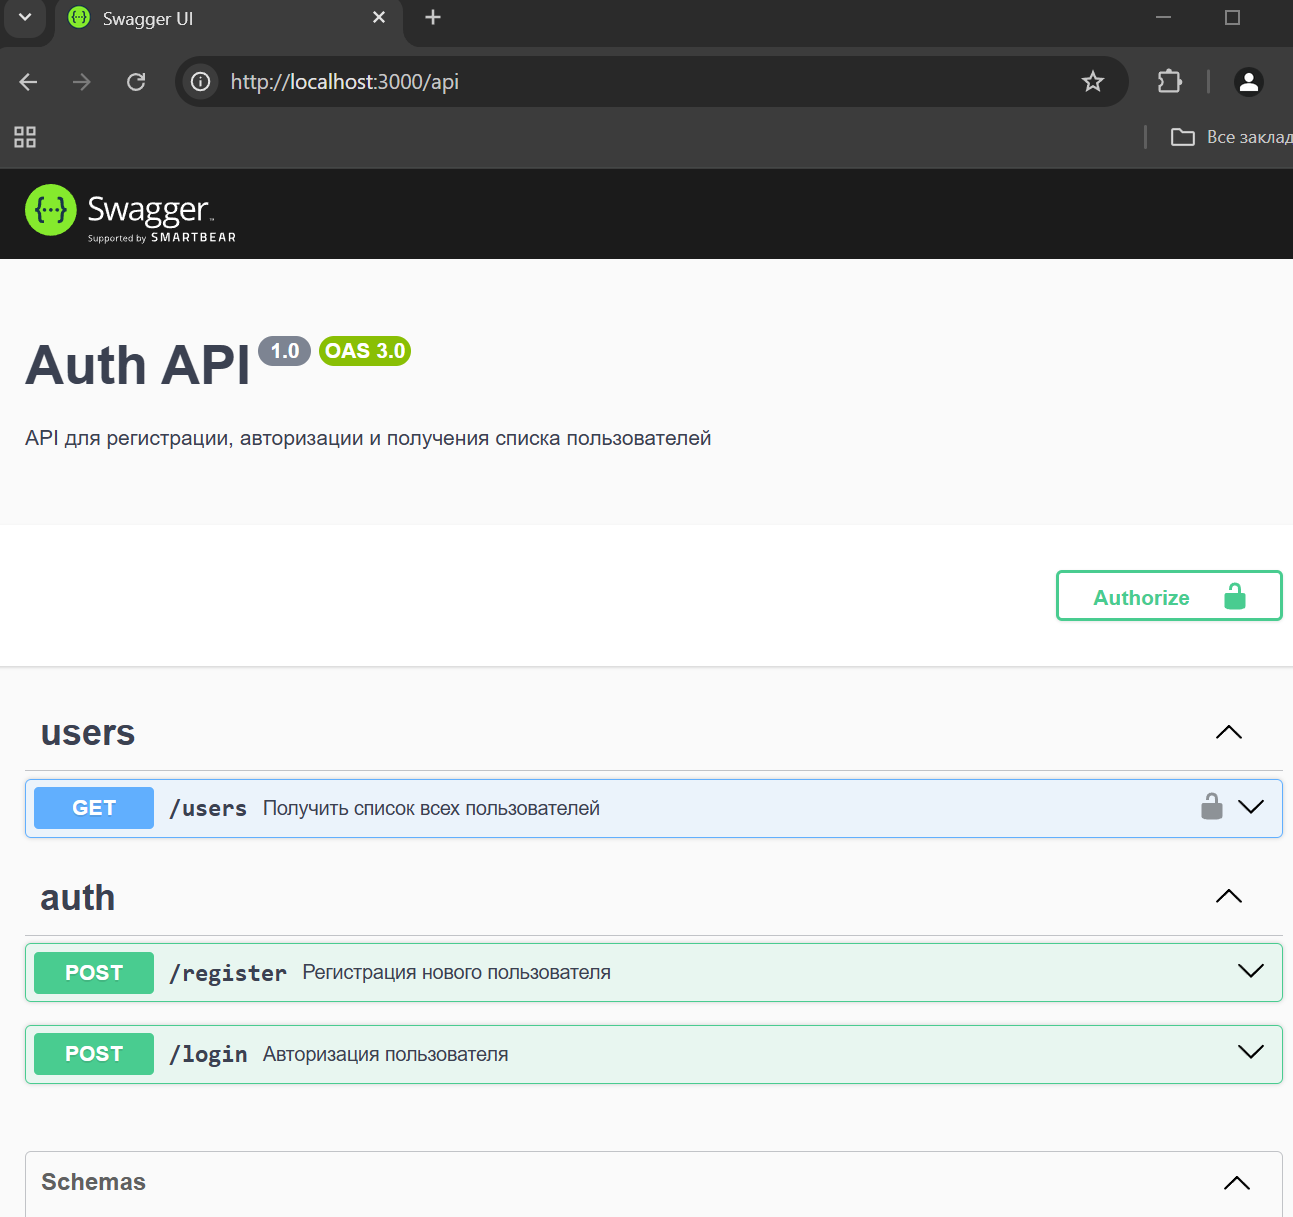 Swagger UI
http://localhost:3000/api
Все заклад
{···} Swagger™
Supported by SMARTBEAR
Auth API 1.0 OAS 3.0
API для регистрации, авторизации и получения списка пользователей
Authorize
users
GET /users Получить список всех пользователей
auth
POST /register Регистрация нового пользователя
POST /login Авторизация пользователя
Schemas